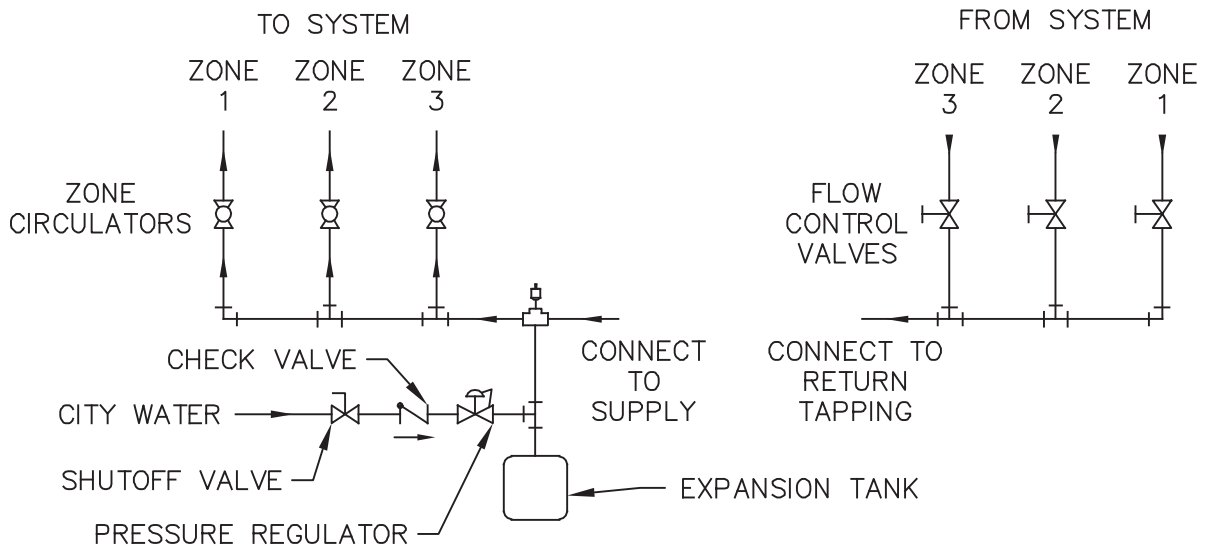 TO SYSTEM
ZONE
1
ZONE
2
ZONE
3
FROM SYSTEM
ZONE
3
ZONE
2
ZONE
1
ZONE
CIRCULATORS
FLOW
CONTROL
VALVES
CHECK VALVE
CONNECT
TO
SUPPLY
CONNECT TO
RETURN
TAPPING
CITY WATER
SHUTOFF VALVE
EXPANSION TANK
PRESSURE REGULATOR